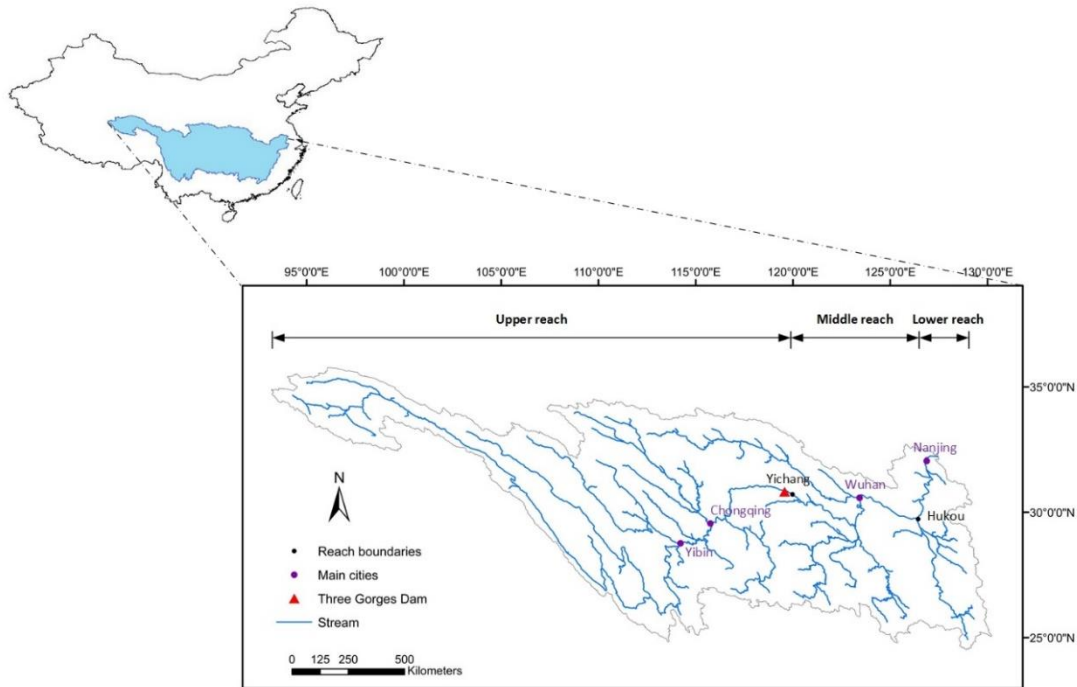 95°0'0"E 100°0'0"E 105°0'0"E 110°0'0"E 115°0'0"E 120°0'0"E 125°0'0"E 130°0'0"E
Upper reach Middle reach Lower reach
35°0'0"N
Nanjing
Yichang Wuhan
N
Chongqing Hukou 30°0'0"N
Yibin
Reach boundaries
Main cities
Three Gorges Dam
Stream
25°0'0"N
0 125 250 500
Kilometers